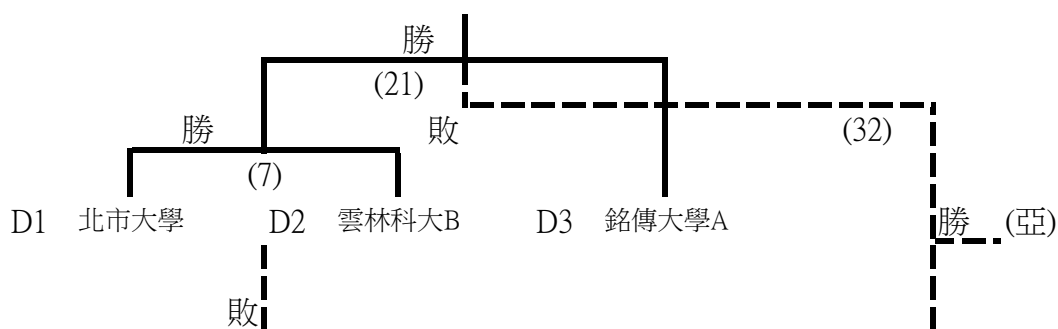 勝
(21)
勝
敗
(32)
(7)
D1 北市大學 D2 雲林科大B D3 銘傳大學A
勝 (亞)
敗